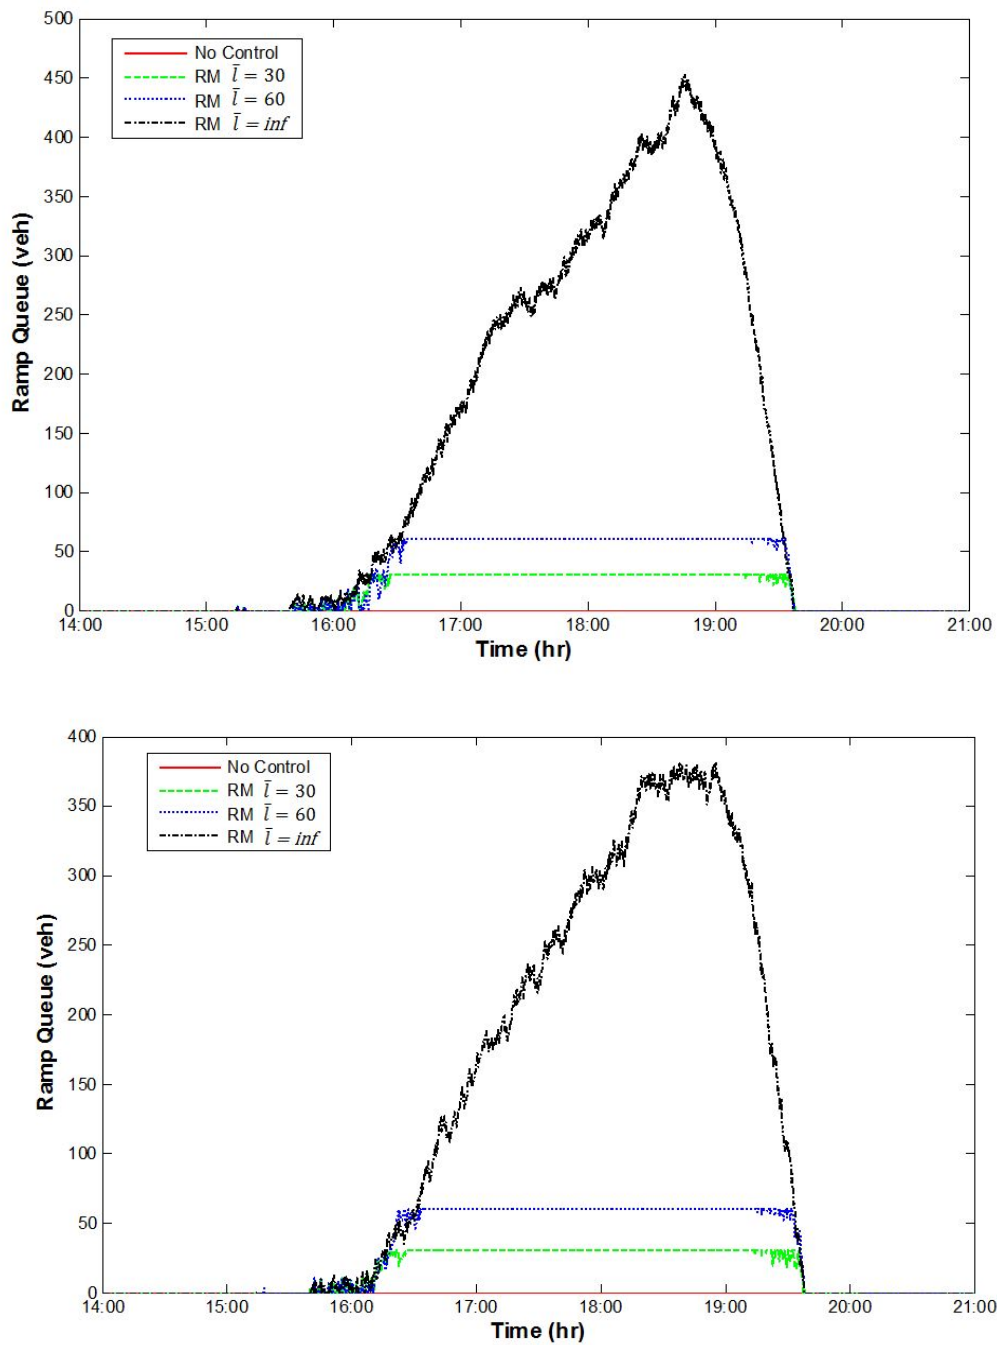 500
450
400
350
300
250
200
150
100
50
0
Ramp Queue (veh)
No Control
RM l̄ = 30
RM l̄ = 60
RM l̄ = inf
14:00 15:00 16:00 17:00 18:00 19:00 20:00 21:00
Time (hr)
400
350
300
250
200
150
100
50
0
Ramp Queue (veh)
No Control
RM l̄ = 30
RM l̄ = 60
RM l̄ = inf
14:00 15:00 16:00 17:00 18:00 19:00 20:00 21:00
Time (hr)